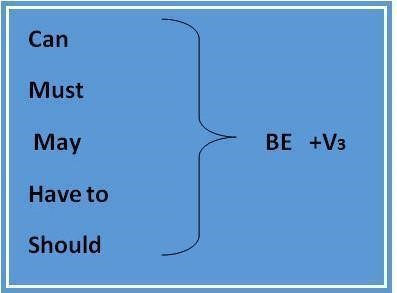 Can
Must
May BE +V₃
Have to
Should